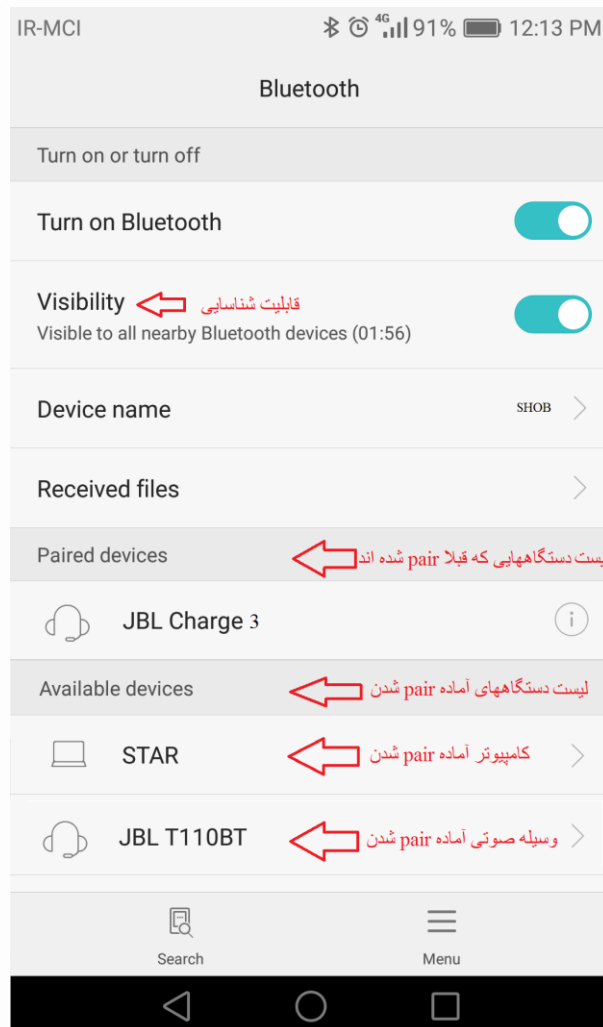 IR-MCI 4G 91% 12:13 PM
Bluetooth
Turn on or turn off
Turn on Bluetooth
Visibility قابلیت شناسایی
Visible to all nearby Bluetooth devices (01:56)
Device name SHOB
Received files
Paired devices یست دستگاههایی که قبلا pair شده اند
JBL Charge 3
Available devices لیست دستگاههای آماده pair شدن
STAR کامپیوتر آماده pair شدن
JBL T110BT وسیله صوتی آماده pair شدن
Search Menu